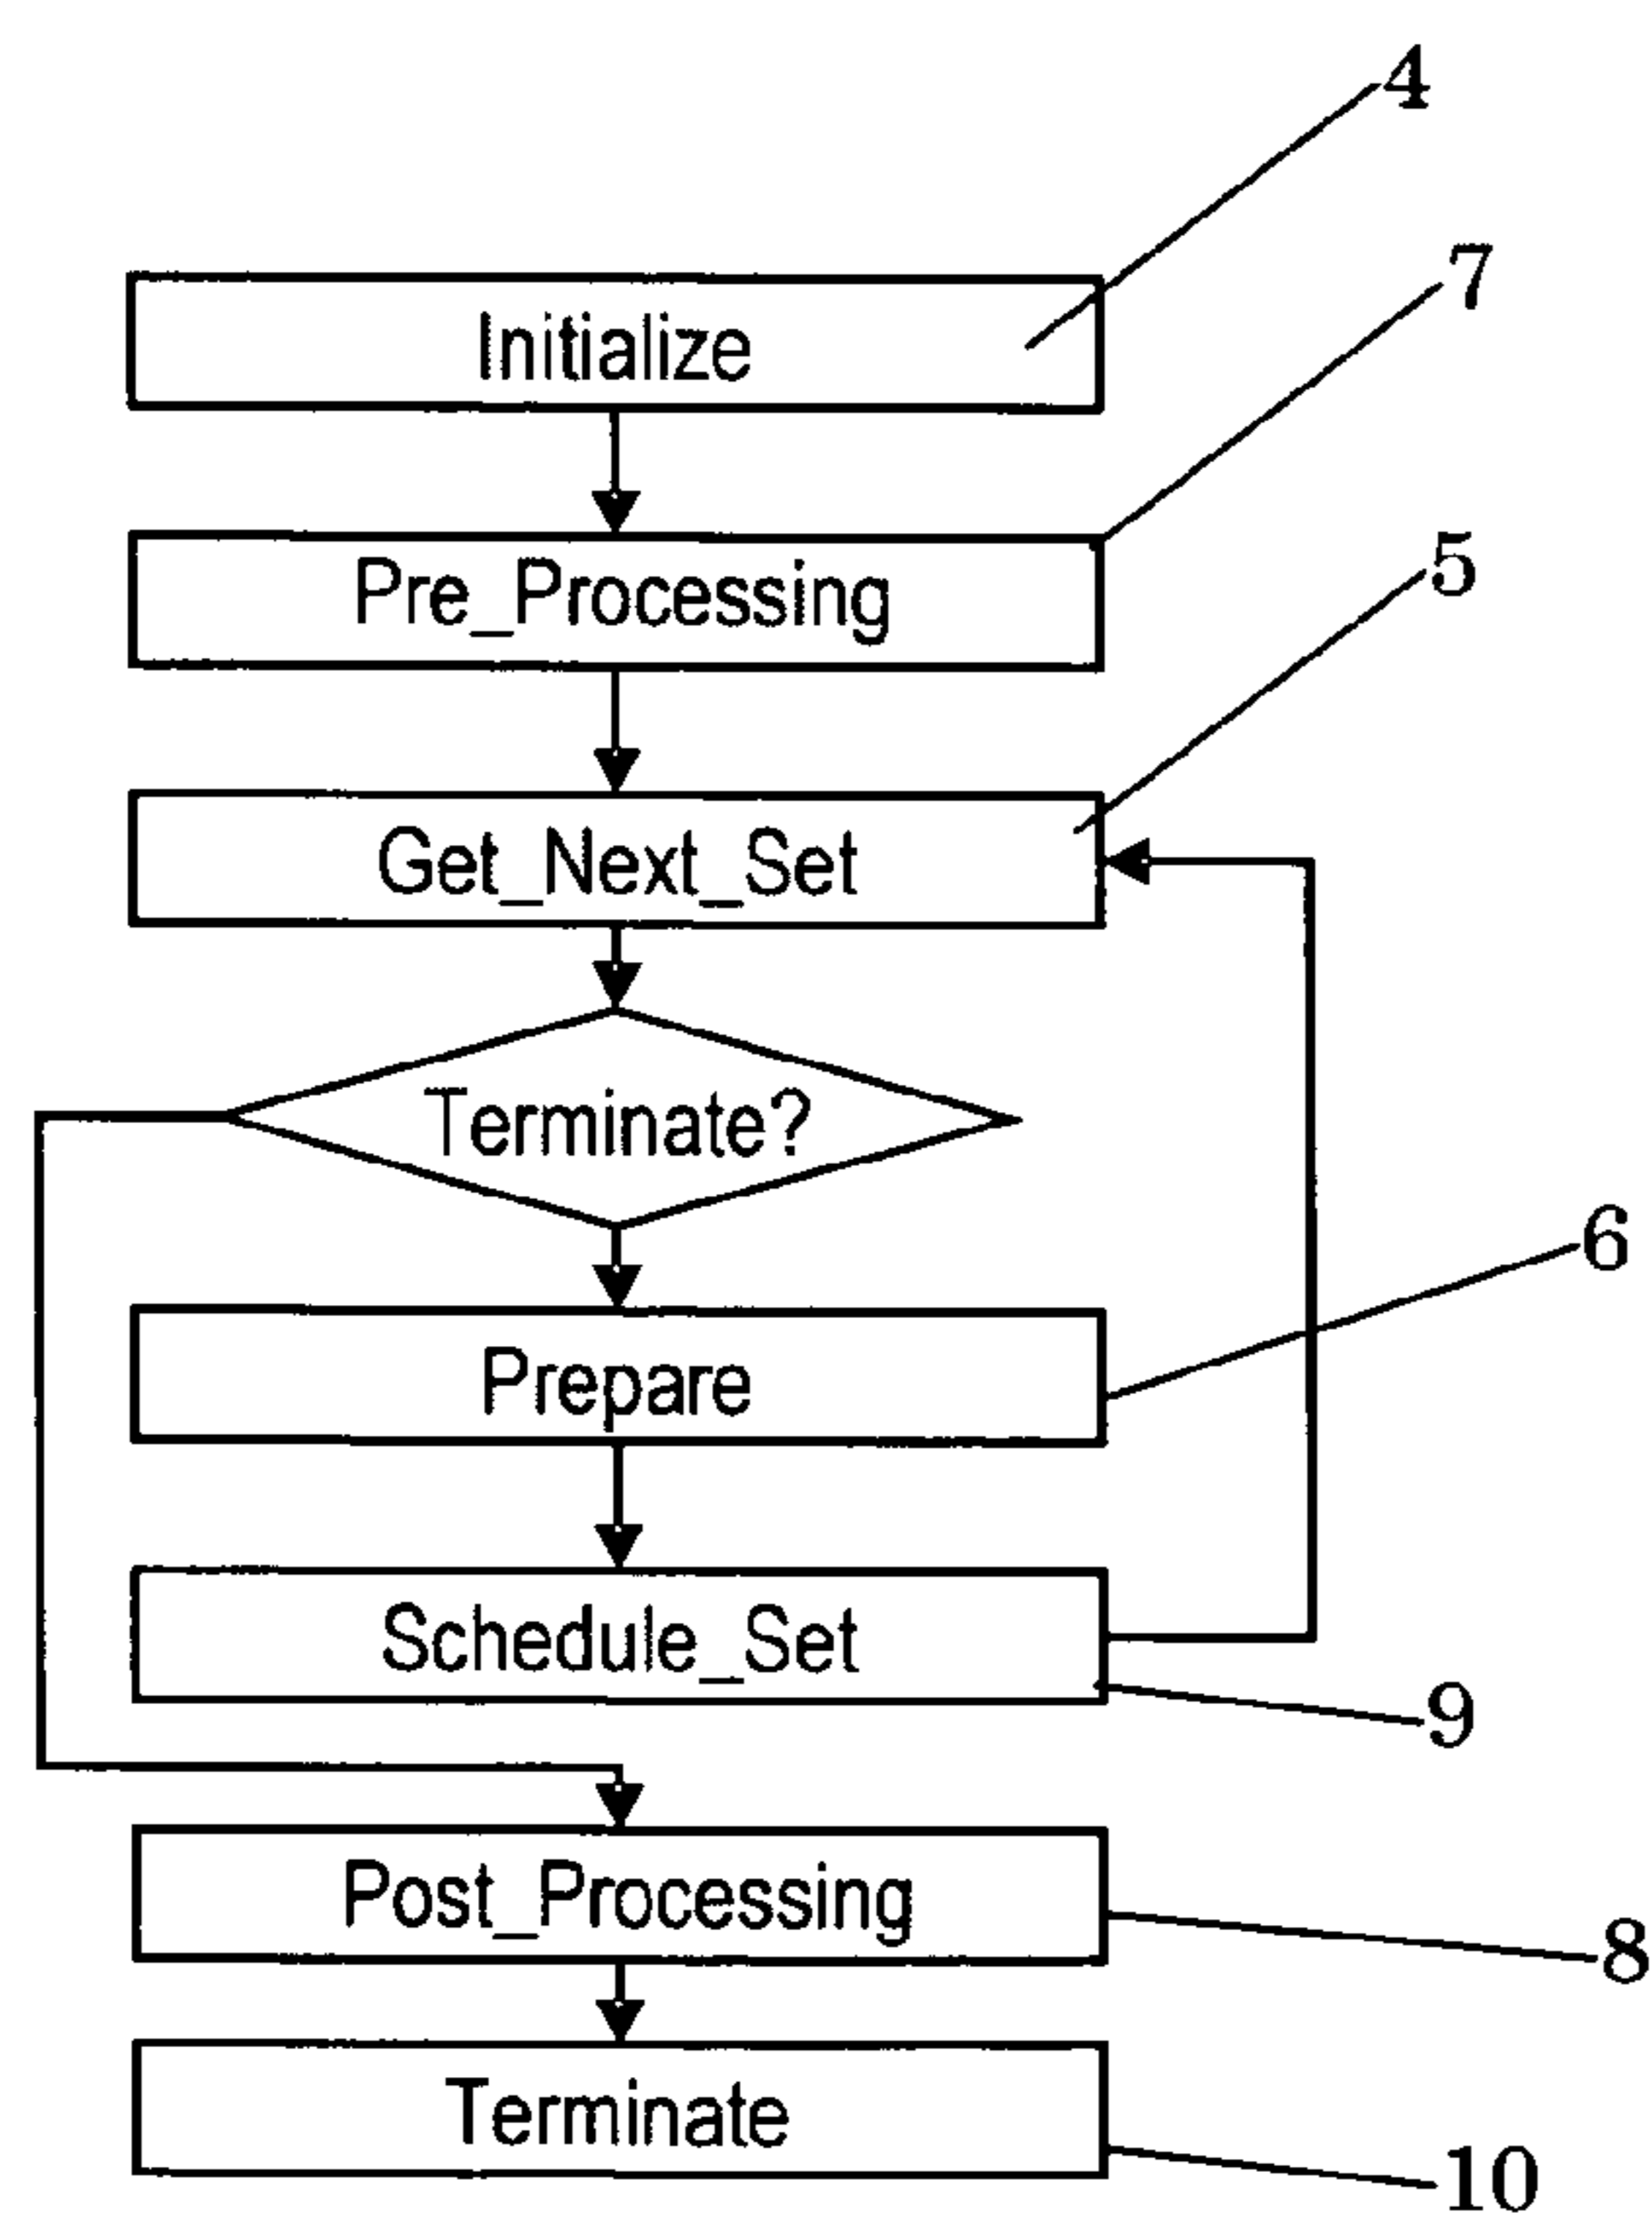 4
Initialize
7
Pre_Processing
5
Get_Next_Set
Terminate?
6
Prepare
Schedule_Set
9
Post_Processing
8
Terminate
10